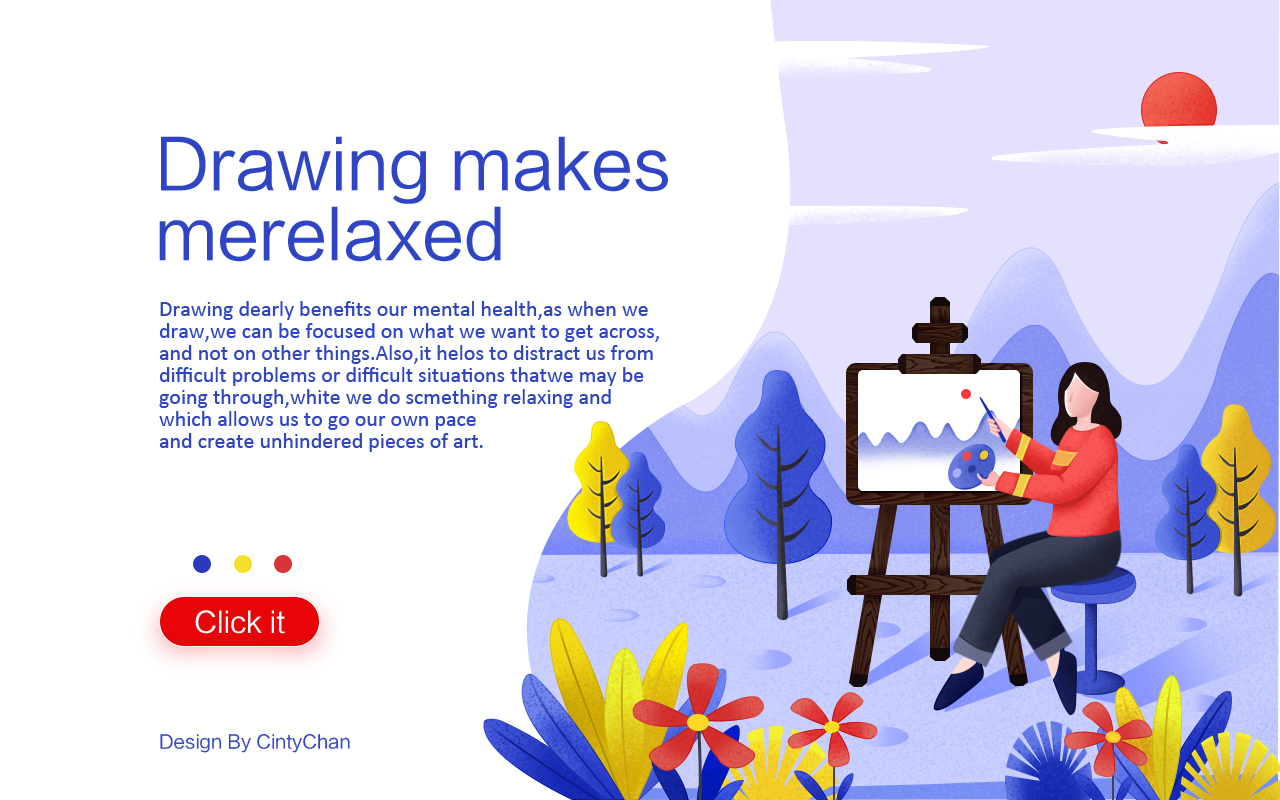 Drawing makes
merelaxed
Drawing dearly benefits our mental health,as when we
draw,we can be focused on what we want to get across,
and not on other things.Also,it helos to distract us from
difficult problems or difficult situations thatwe may be
going through,white we do scmething relaxing and
which allows us to go our own pace
and create unhindered pieces of art.
Click it
Design By CintyChan